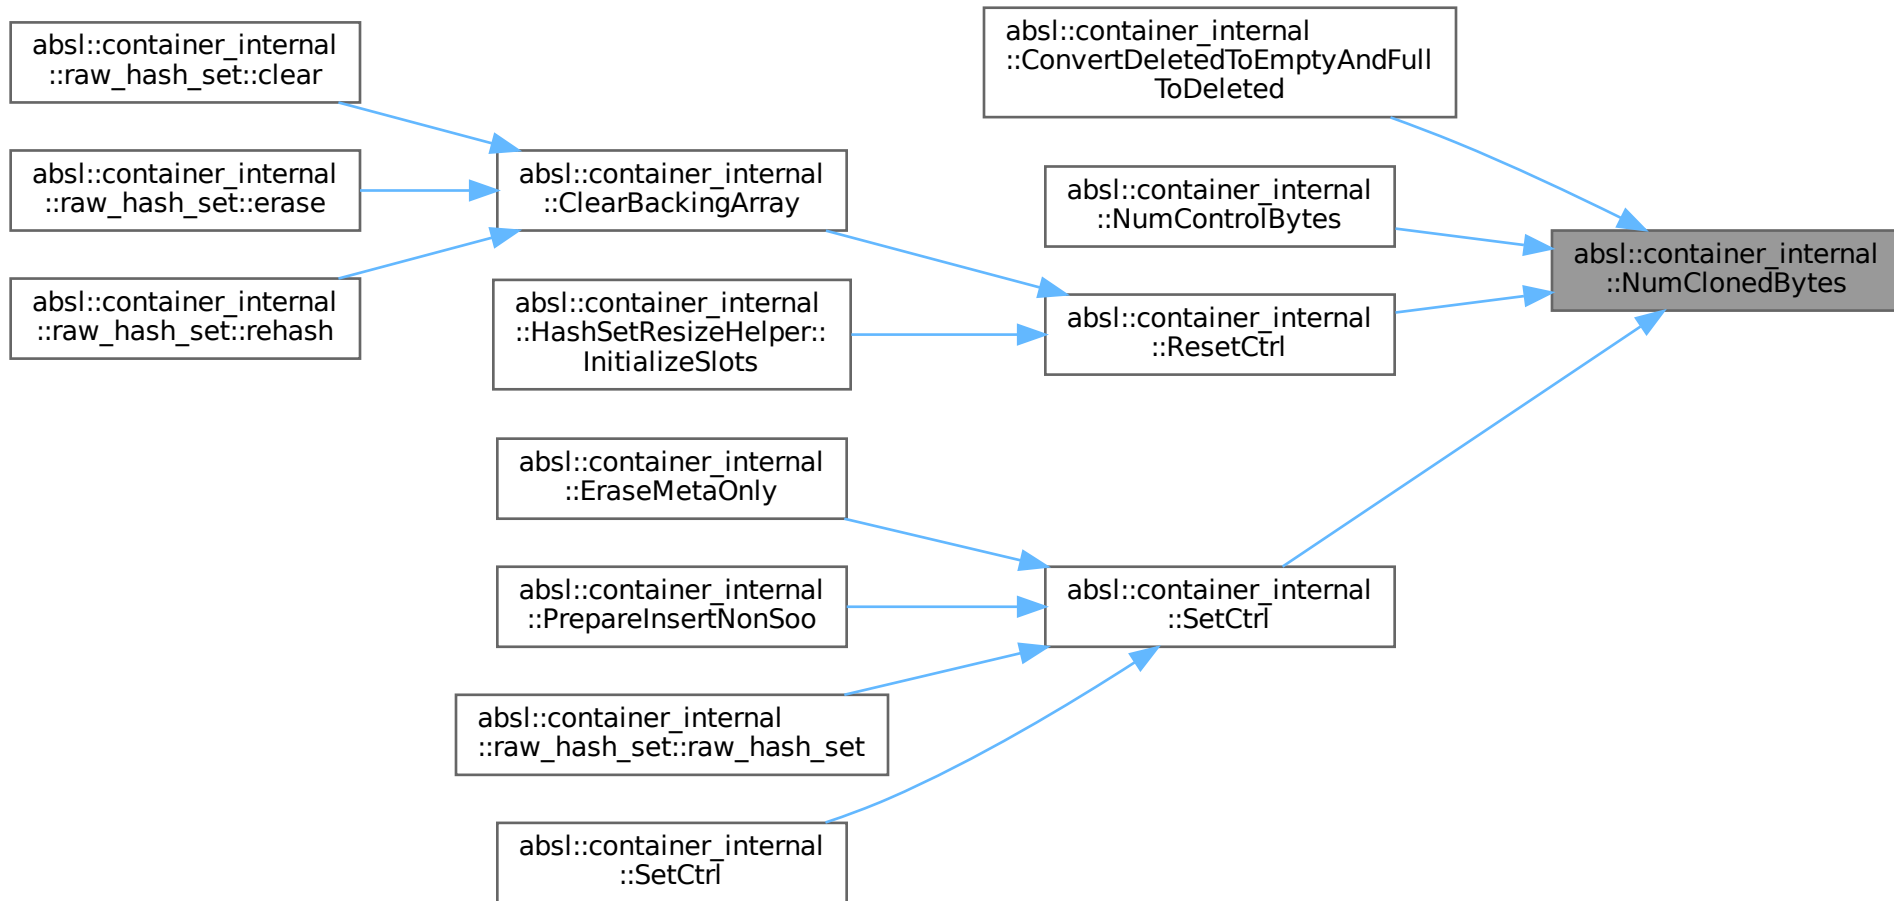 absl::container_internal
::raw_hash_set::clear
absl::container_internal
::raw_hash_set::erase
absl::container_internal
::raw_hash_set::rehash
absl::container_internal
::ClearBackingArray
absl::container_internal
::HashSetResizeHelper::
InitializeSlots
absl::container_internal
::EraseMetaOnly
absl::container_internal
::PrepareInsertNonSoo
absl::container_internal
::raw_hash_set::raw_hash_set
absl::container_internal
::SetCtrl
absl::container_internal
::ConvertDeletedToEmptyAndFull
ToDeleted
absl::container_internal
::NumControlBytes
absl::container_internal
::ResetCtrl
absl::container_internal
::SetCtrl
absl::container_internal
::NumClonedBytes